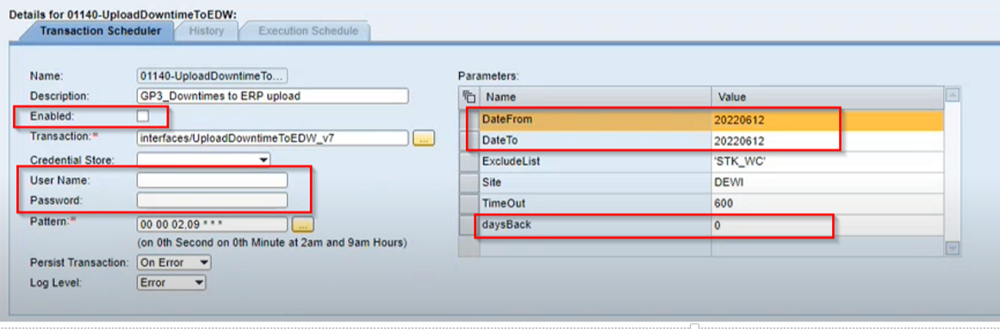 Details for 01140-UploadDowntimeToEDW:
Transaction Scheduler History Execution Schedule
Name: 01140-UploadDowntimeTo...
Description: GP3_Downtimes to ERP upload
Enabled:
Transaction:* interfaces/UploadDowntimeToEDW_v7 ...
Credential Store:
User Name:
Password:
Pattern:* 00 00 02,09 * * * ...
(on 0th Second on 0th Minute at 2am and 9am Hours)
Persist Transaction: On Error
Log Level: Error
Parameters:
Name Value
DateFrom 20220612
DateTo 20220612
ExcludeList 'STK_WC'
Site DEWI
TimeOut 600
daysBack 0